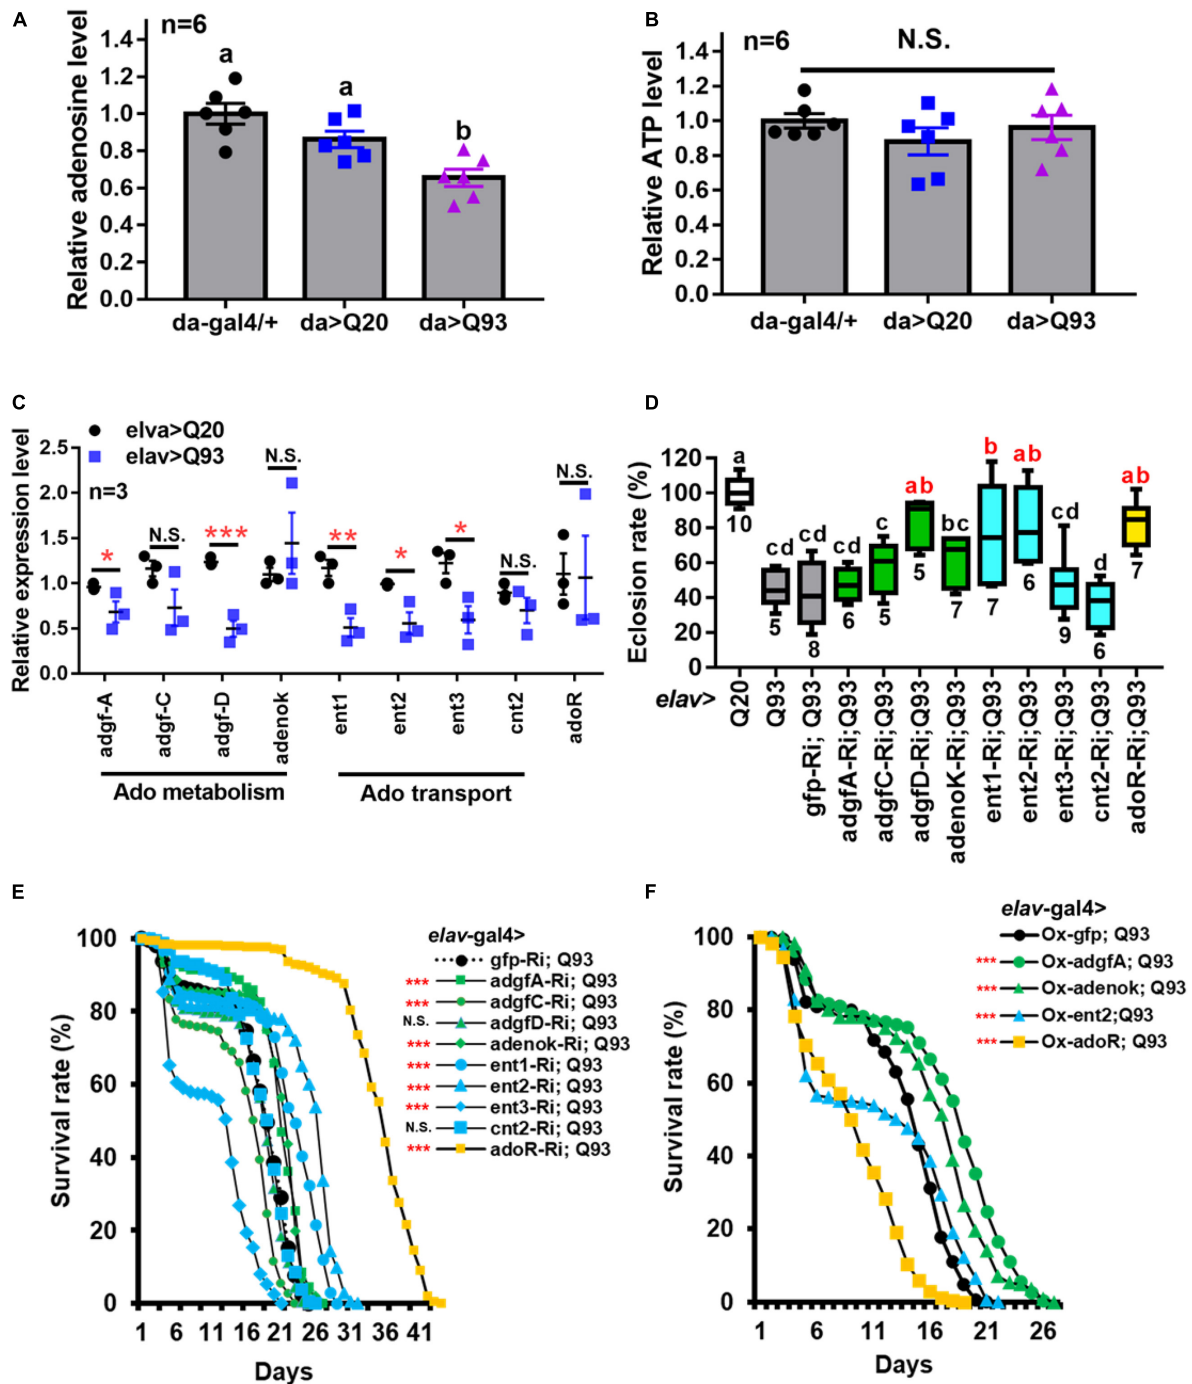 A
n=6
Relative adenosine level
1.4
1.2
1.0
0.8
0.6
0.4
0.2
0.0
a
a
b
da-gal4/+
da>Q20
da>Q93
B
n=6
N.S.
Relative ATP level
1.4
1.2
1.0
0.8
0.6
0.4
0.2
0.0
da-gal4/+
da>Q20
da>Q93
C
elva>Q20
elav>Q93
n=3
Relative expression level
2.5
2.0
1.5
1.0
0.5
0.0
*
N.S.
***
N.S.
**
*
*
N.S.
N.S.
adgf-A
adgf-C
adgf-D
adenok
ent1
ent2
ent3
cnt2
adoR
Ado metabolism
Ado transport
D
Eclosion rate (%)
120
100
80
60
40
20
0
a
cd
cd
cd
c
ab
bc
b
ab
cd
d
ab
10
5
8
6
5
5
7
7
6
9
6
7
elav>
Q20
Q93
gfp-Ri; Q93
adgfA-Ri;Q93
adgfC-Ri;Q93
adgfD-Ri;Q93
adenoK-Ri;Q93
ent1-Ri;Q93
ent2-Ri;Q93
ent3-Ri;Q93
cnt2-Ri;Q93
adoR-Ri;Q93
E
Survival rate (%)
100
80
60
40
20
0
1 6 11 16 21 26 31 36 41
Days
elav-gal4>
gfp-Ri; Q93
*** adgfA-Ri; Q93
*** adgfC-Ri; Q93
N.S. adgfD-Ri; Q93
*** adenok-Ri; Q93
*** ent1-Ri; Q93
*** ent2-Ri; Q93
*** ent3-Ri; Q93
N.S. cnt2-Ri; Q93
*** adoR-Ri; Q93
F
Survival rate (%)
100
80
60
40
20
0
1 6 11 16 21 26
Days
elav-gal4>
Ox-gfp; Q93
*** Ox-adgfA; Q93
*** Ox-adenok; Q93
*** Ox-ent2;Q93
*** Ox-adoR; Q93